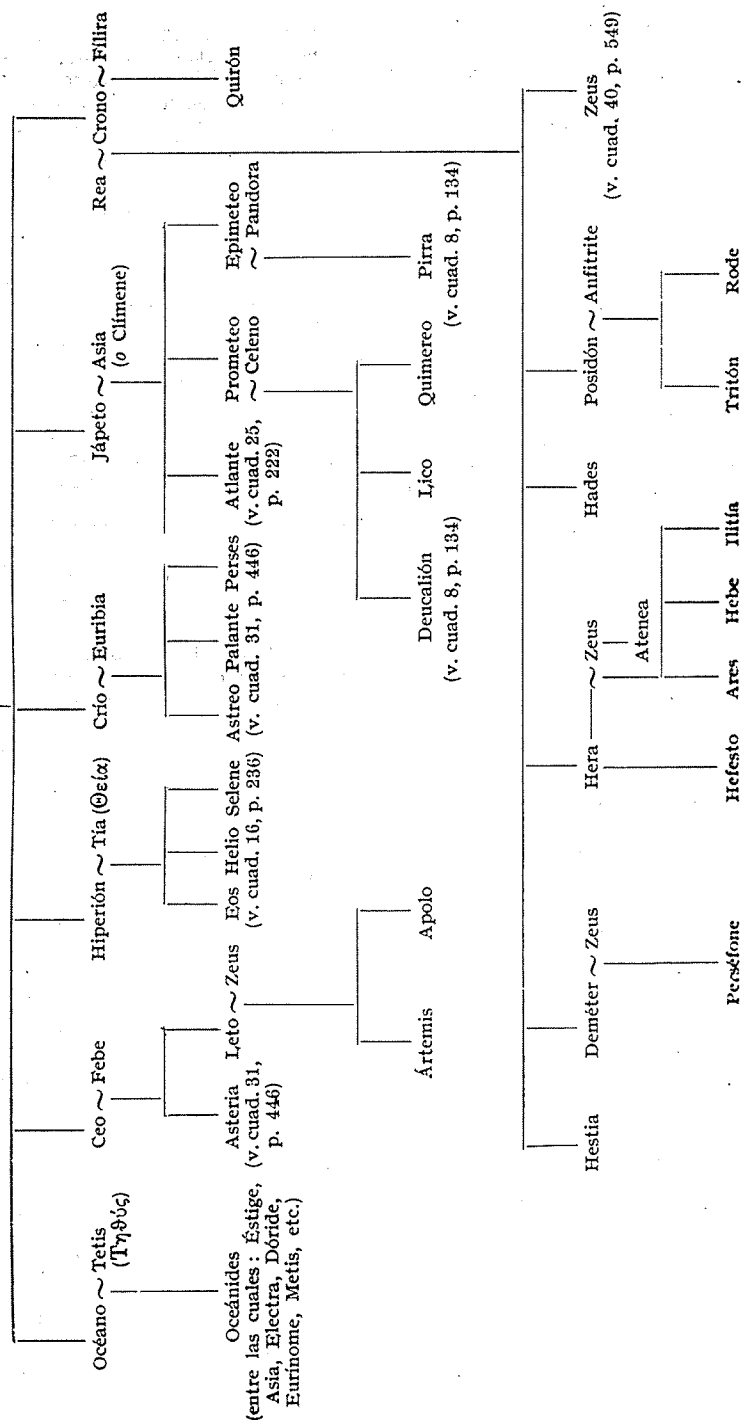 Océano ~ Tetis
(Τηθύς)
Ceo ~ Febe
Hiperión ~ Tía (Θεία)
Crío ~ Euribia
Jápeto ~ Asia
(o Clímene)
Rea ~ Crono ~ Fílira
Oceánides
(entre las cuales : Éstige,
Asia, Electra, Dóride,
Eurínome, Metis, etc.)
Asteria
(v. cuad. 31,
p. 446)
Leto ~ Zeus
Eos Helio Selene
(v. cuad. 16, p. 236)
Astreo Palante Perses
(v. cuad. 31, p. 446)
Atlante
(v. cuad. 25,
p. 222)
Prometeo
~ Celeno
Epimeteo
~ Pandora
Quirón
Ártemis
Apolo
Deucalión
(v. cuad. 8, p. 134)
Lico
Quimereo
Pirra
(v. cuad. 8, p. 134)
Hestia
Deméter ~ Zeus
Hera ~ Zeus
Hades
Posidón ~ Anfitrite
Zeus
(v. cuad. 40, p. 549)
Atenea
Perséfone
Hefesto
Ares
Hebe
Ilitía
Tritón
Rode